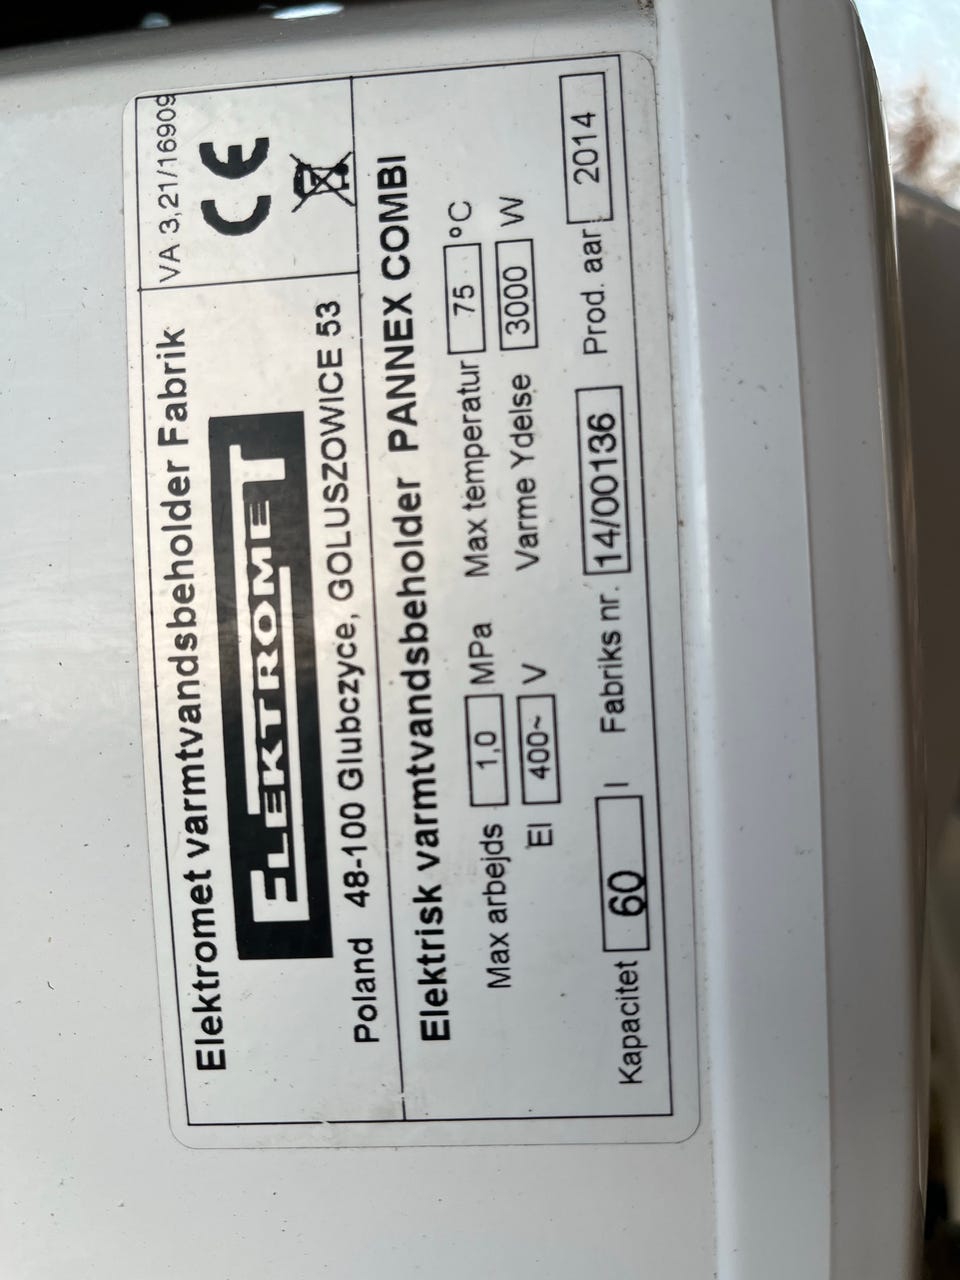 Elektromet varmtvandsbeholder Fabrik
VA 3,21/16909
ELEKTROMET
CE
Poland 48-100 Glubczyce, GOLUSZOWICE 53
Elektrisk varmtvandsbeholder PANNEX COMBI
Max arbejds 1,0 MPa Max temperatur 75 °C
El 400~ V Varme Ydelse 3000 W
Kapacitet 60 l Fabriks nr. 14/00136 Prod. aar 2014